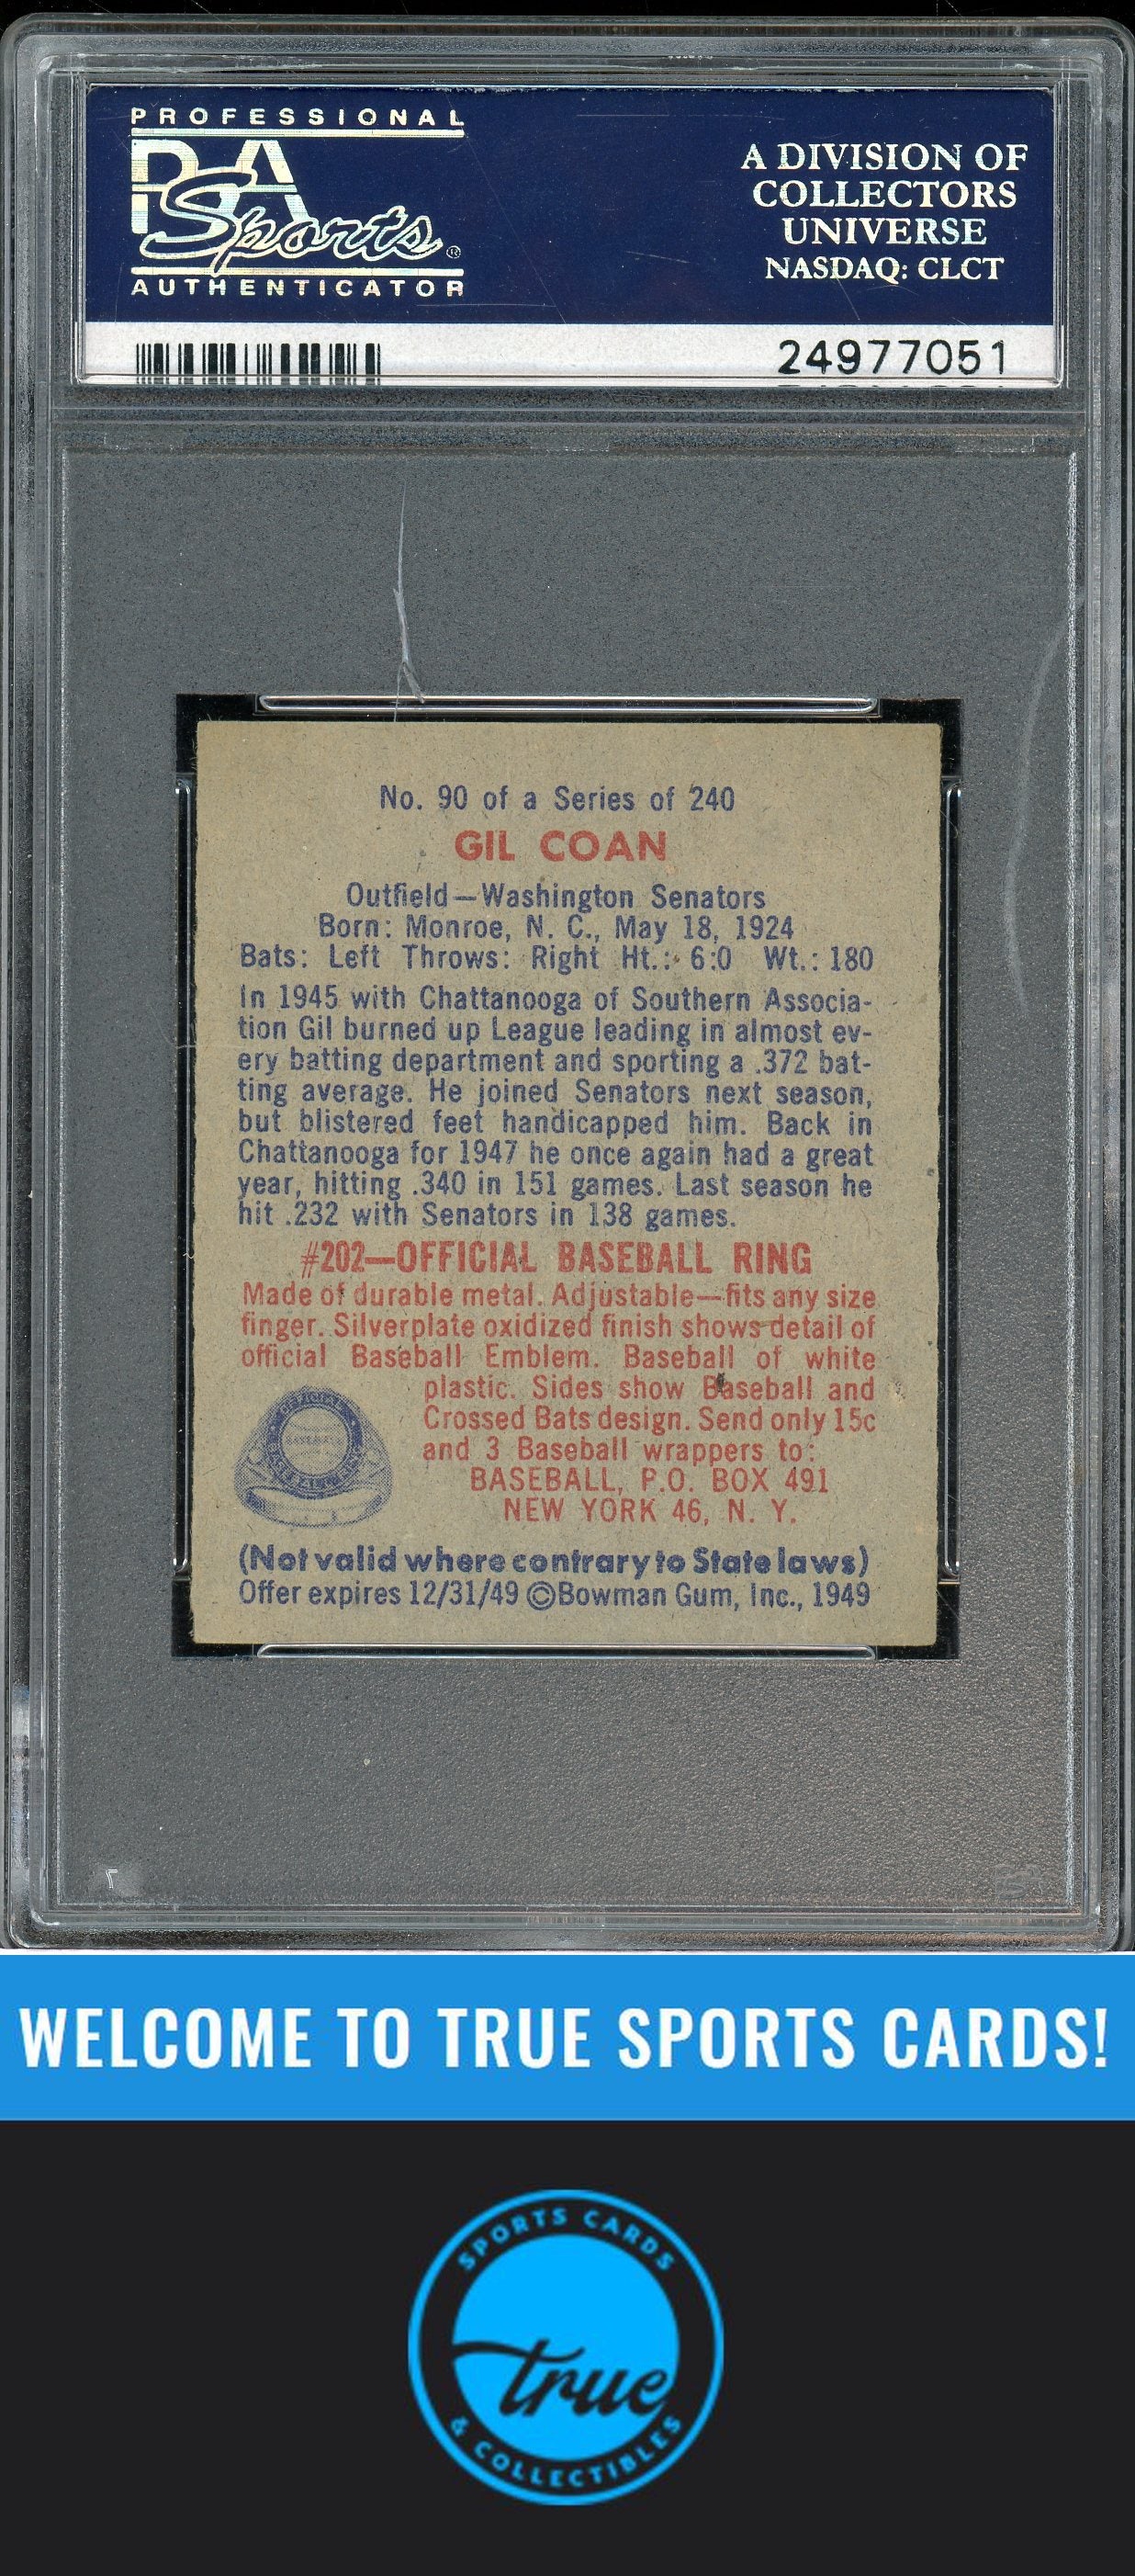 PROFESSIONAL
PSA
Sports
®
AUTHENTICATOR
A DIVISION OF
COLLECTORS
UNIVERSE
NASDAQ: CLCT
24977051
No. 90 of a Series of 240
GIL COAN
Outfield—Washington Senators
Born: Monroe, N. C., May 18, 1924
Bats: Left Throws: Right Ht.: 6:0 Wt.: 180
In 1945 with Chattanooga of Southern Associa-
tion Gil burned up League leading in almost ev-
ery batting department and sporting a .372 bat-
ting average. He joined Senators next season,
but blistered feet handicapped him. Back in
Chattanooga for 1947 he once again had a great
year, hitting .340 in 151 games. Last season he
hit .232 with Senators in 138 games.
#202—OFFICIAL BASEBALL RING
Made of durable metal. Adjustable—fits any size
finger. Silverplate oxidized finish shows detail of
official Baseball Emblem. Baseball of white
plastic. Sides show Baseball and
Crossed Bats design. Send only 15c
and 3 Baseball wrappers to:
BASEBALL, P.O. BOX 491
NEW YORK 46, N. Y.
OFFICIAL
BASEBALL RING
(Not valid where contrary to State laws)
Offer expires 12/31/49 ©Bowman Gum, Inc., 1949
WELCOME TO TRUE SPORTS CARDS!
SPORTS CARDS
true
& COLLECTIBLES